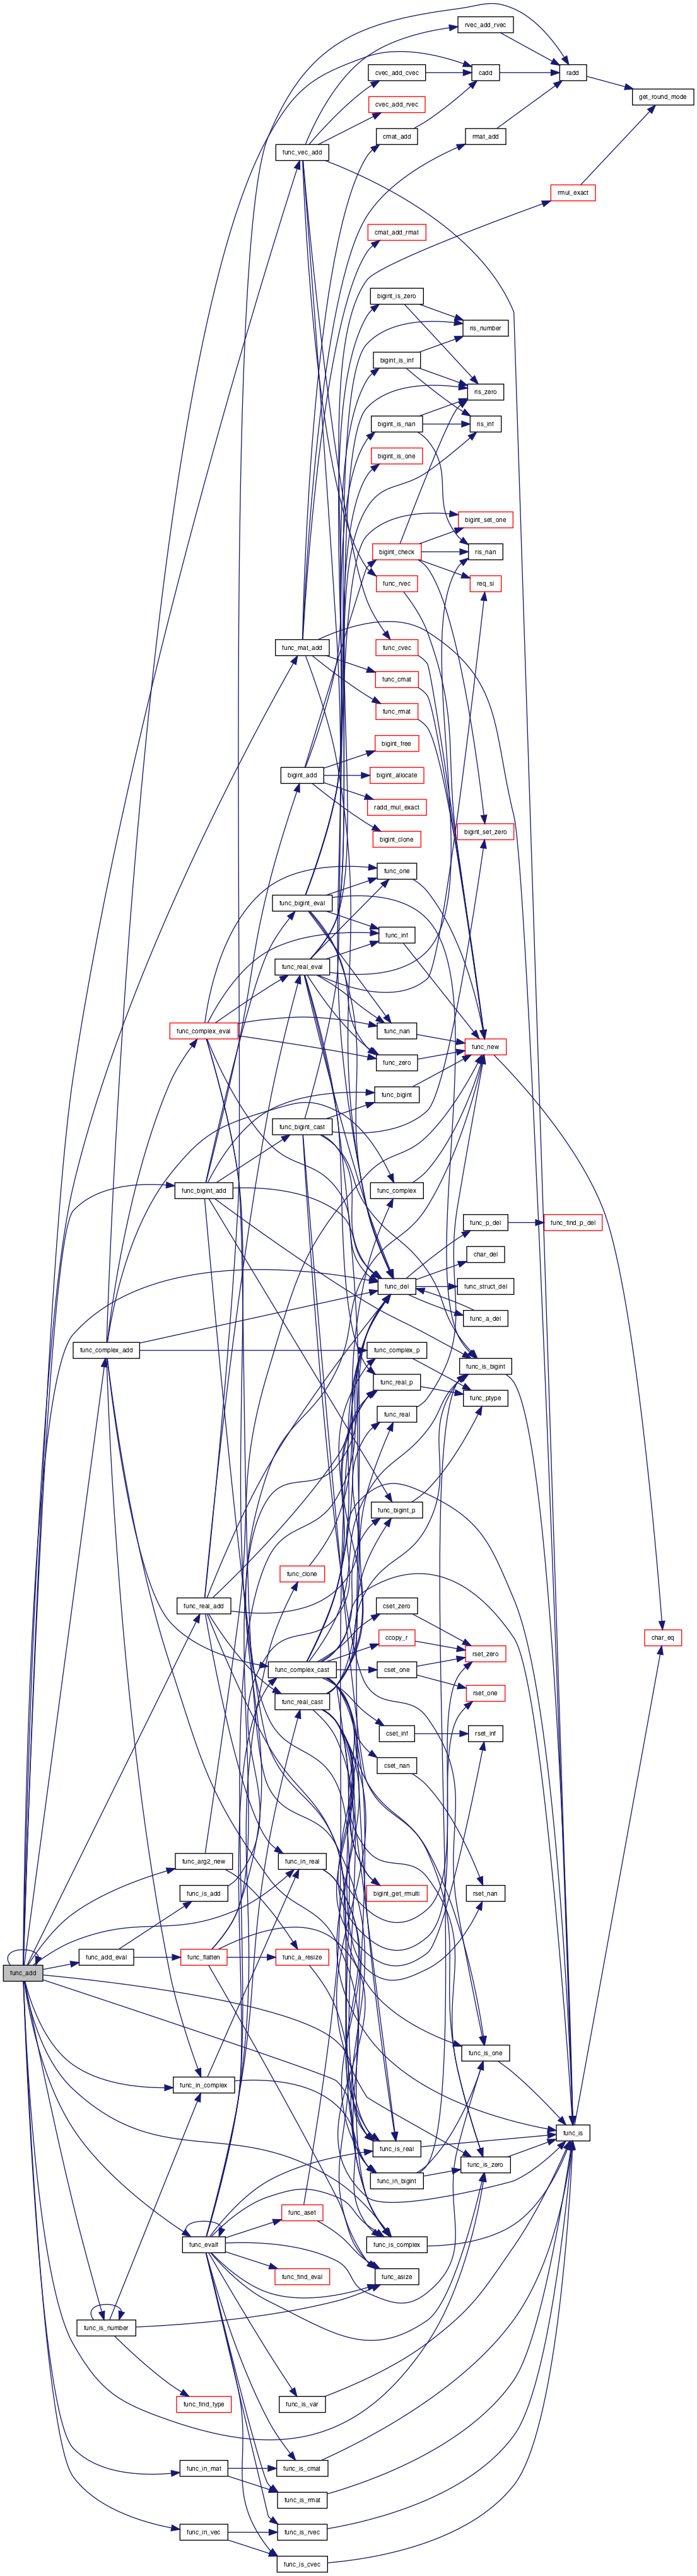 rvec_add_rvec
cvec_add_cvec
cadd
radd
get_round_mode
cvec_add_rvec
cmat_add
rmat_add
func_vec_add
rmul_exact
cmat_add_rmat
bigint_is_zero
ris_number
bigint_is_inf
ris_zero
bigint_is_nan
ris_inf
bigint_is_one
bigint_set_one
bigint_check
ris_nan
func_rvec
req_si
func_mat_add
func_cvec
func_cmat
func_rmat
bigint_free
bigint_add
bigint_allocate
radd_mul_exact
bigint_set_zero
bigint_clone
func_one
func_bigint_eval
func_inf
func_real_eval
func_complex_eval
func_nan
func_new
func_zero
func_bigint
func_bigint_cast
func_bigint_add
func_complex
func_p_del
func_find_p_del
char_del
func_del
func_struct_del
func_a_del
func_complex_add
func_complex_p
func_is_bigint
func_real_p
func_ptype
func_real
func_bigint_p
func_clone
func_real_add
cset_zero
ccopy_r
char_eq
rset_zero
func_complex_cast
cset_one
rset_one
func_real_cast
cset_inf
rset_inf
cset_nan
func_arg2_new
func_in_real
func_is_add
bigint_get_rmulti
rset_nan
func_add_eval
func_flatten
func_a_resize
func_add
func_is_one
func_in_complex
func_is
func_is_real
func_is_zero
func_in_bigint
func_aset
func_evalf
func_is_complex
func_find_eval
func_asize
func_is_number
func_find_type
func_is_var
func_in_mat
func_is_cmat
func_is_rmat
func_in_vec
func_is_rvec
func_is_cvec